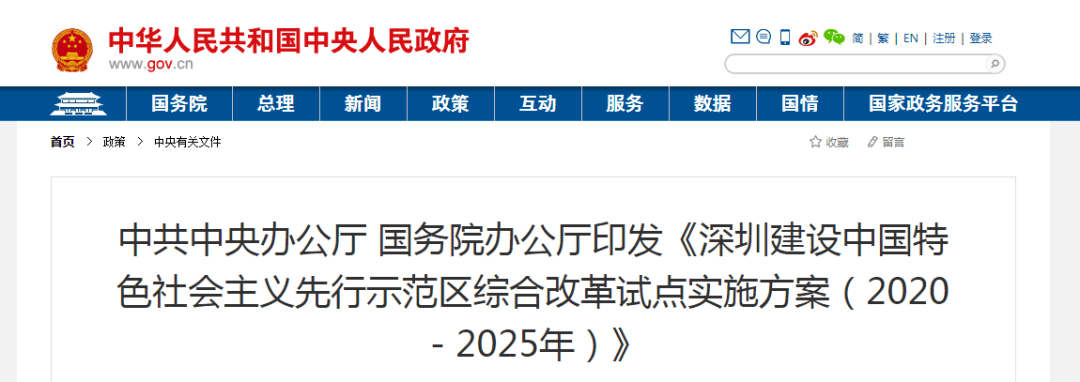 中华人民共和国中央人民政府
www.gov.cn
简 | 繁 | EN | 注册 | 登录
国务院 总理 新闻 政策 互动 服务 数据 国情 国家政务服务平台
首页 > 政策 > 中央有关文件
收藏 留言
中共中央办公厅 国务院办公厅印发《深圳建设中国特
色社会主义先行示范区综合改革试点实施方案（2020
－2025年）》